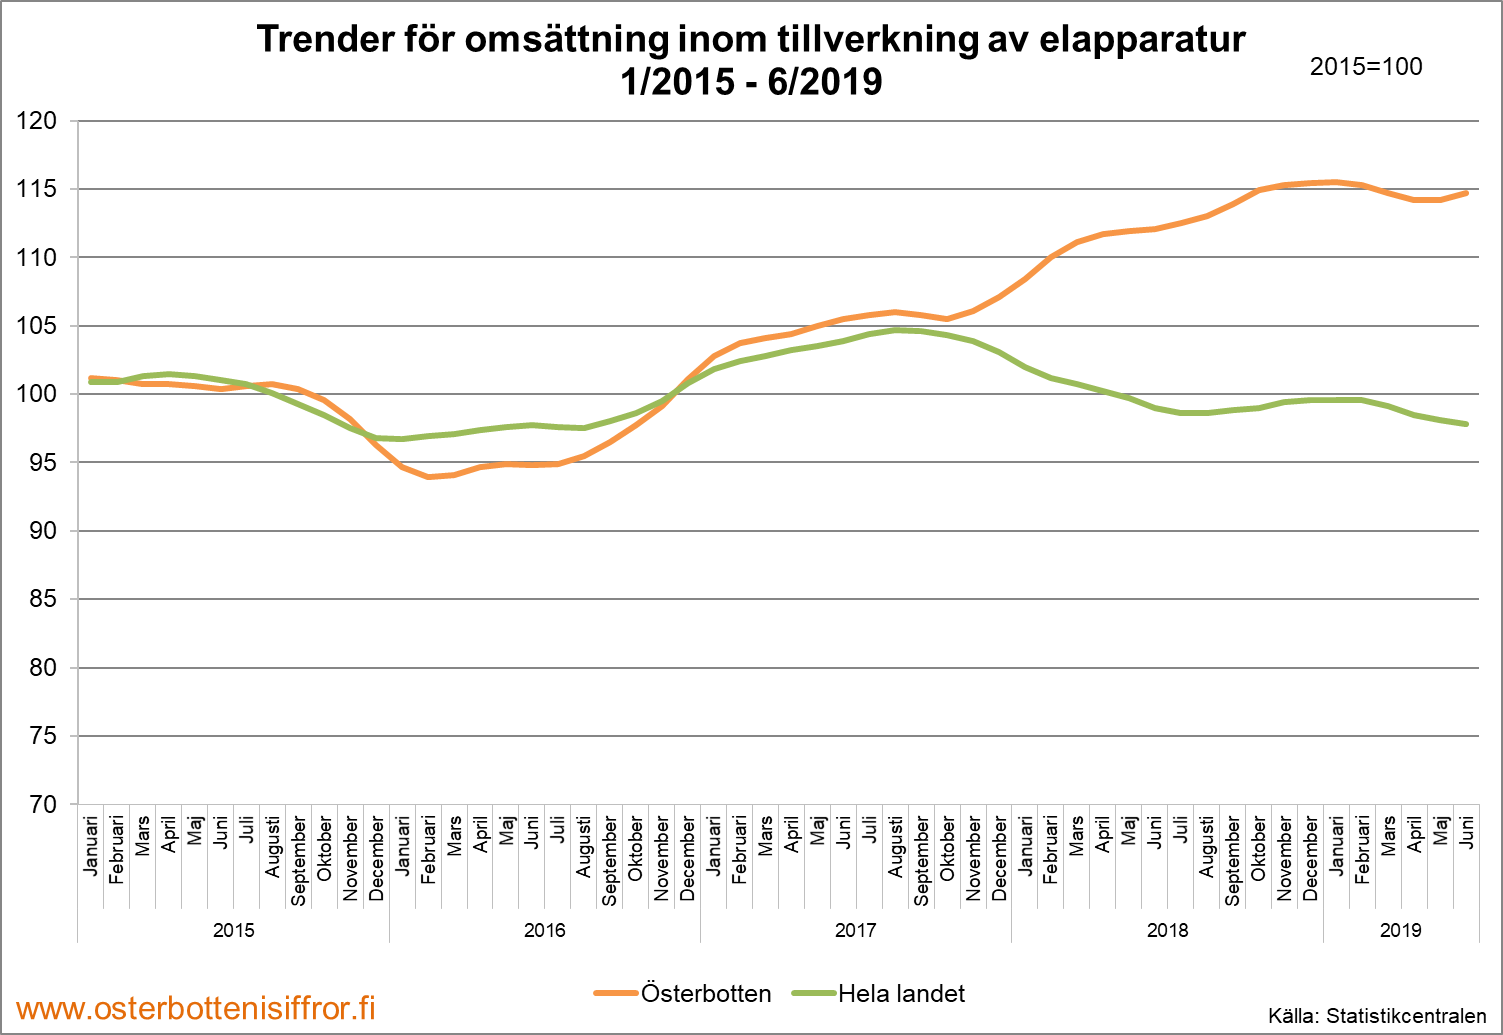 Trender för omsättning inom tillverkning av elapparatur
1/2015 - 6/2019
2015=100
120
115
110
105
100
95
90
85
80
75
70
Januari Februari Mars April Maj Juni Juli Augusti September Oktober November December Januari Februari Mars April Maj Juni Juli Augusti September Oktober November December Januari Februari Mars April Maj Juni Juli Augusti September Oktober November December Januari Februari Mars April Maj Juni Juli Augusti September Oktober November December Januari Februari Mars April Maj Juni
2015 2016 2017 2018 2019
Österbotten Hela landet
www.osterbottenisiffror.fi
Källa: Statistikcentralen